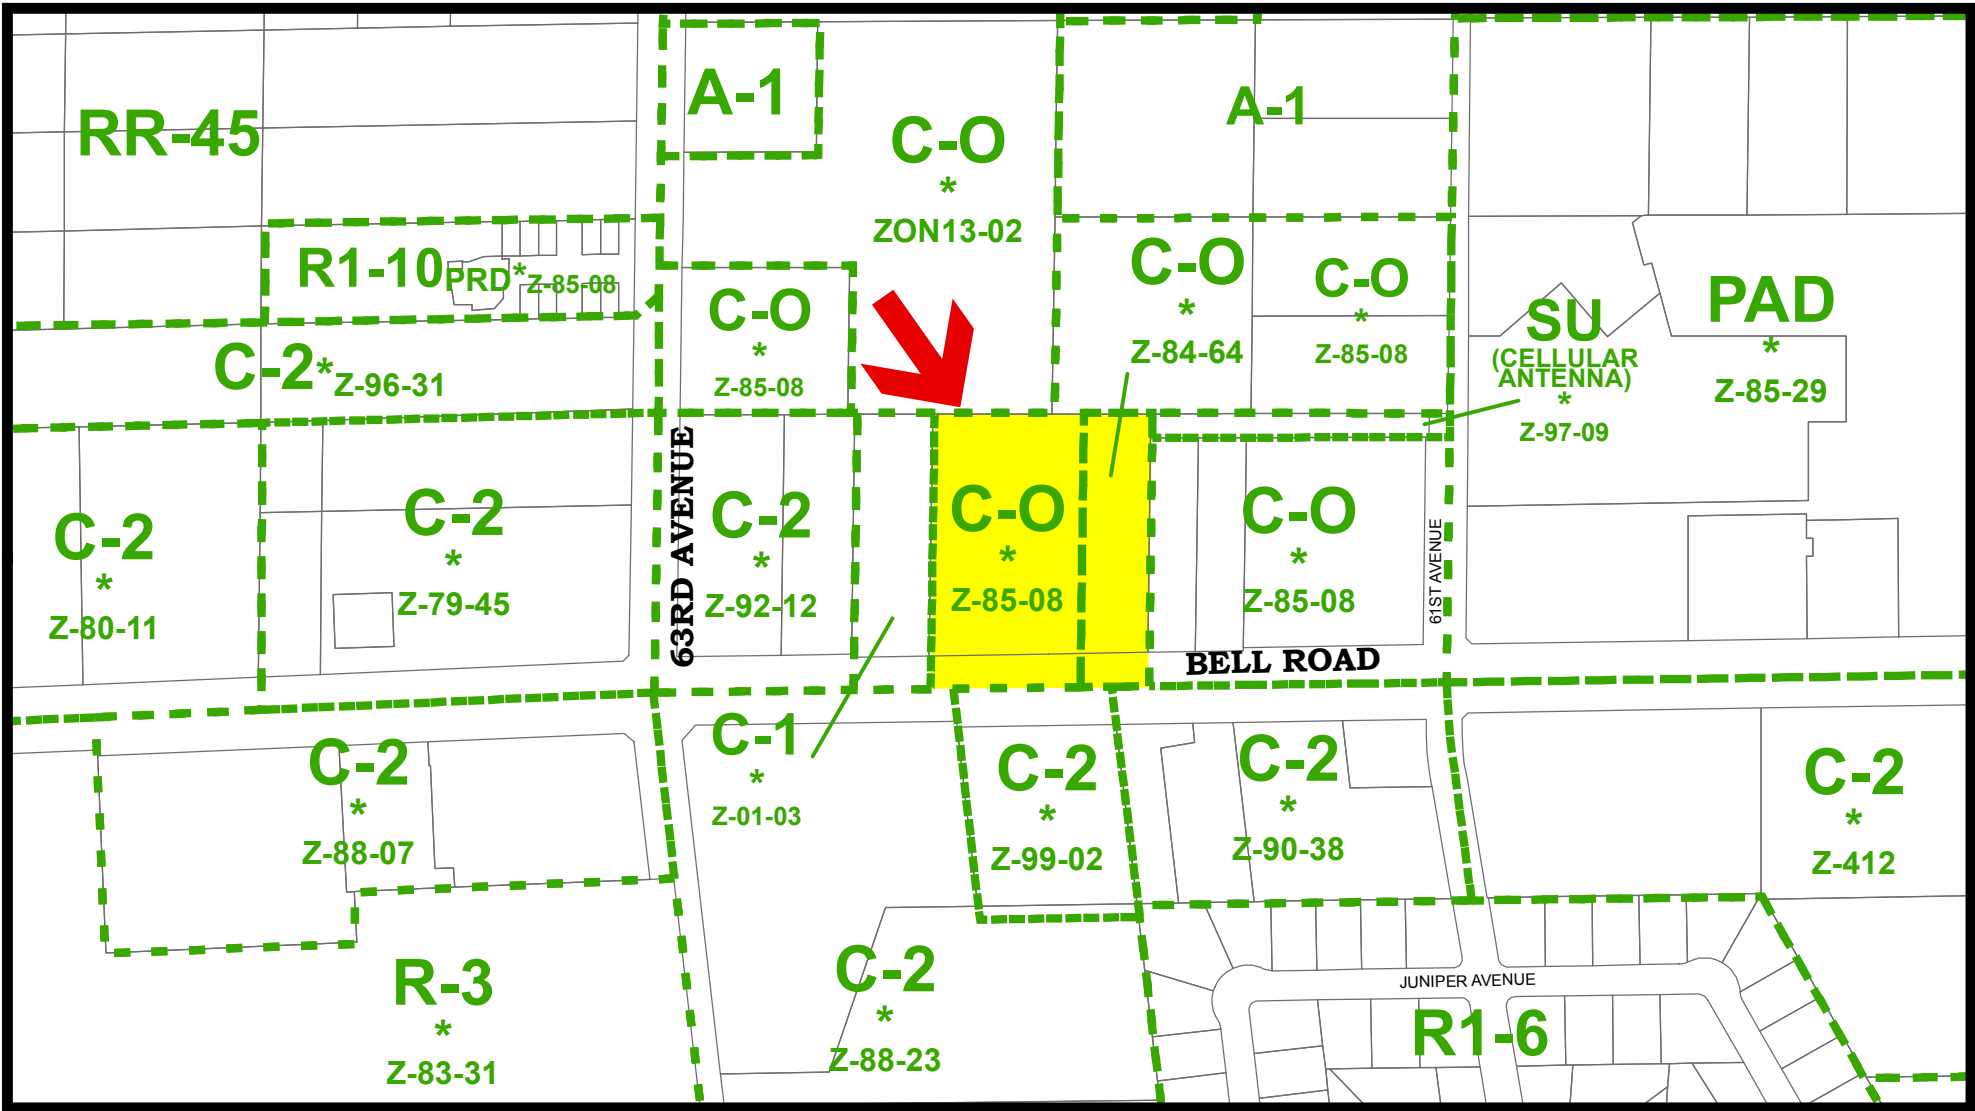 A-1
RR-45
C-O
*
ZON13-02
A-1
R1-10 PRD* Z-85-08
C-O
*
Z-84-64
C-O
*
Z-85-08
C-O
*
Z-85-08
SU
(CELLULAR
ANTENNA)
*
Z-97-09
PAD
*
Z-85-29
C-2* Z-96-31
C-2
*
Z-80-11
C-2
*
Z-79-45
63RD AVENUE
C-2
*
Z-92-12
C-O
*
Z-85-08
C-O
*
Z-85-08
61ST AVENUE
BELL ROAD
C-2
*
Z-88-07
C-1
*
Z-01-03
C-2
*
Z-99-02
C-2
*
Z-90-38
C-2
*
Z-412
R-3
*
Z-83-31
C-2
*
Z-88-23
JUNIPER AVENUE
R1-6